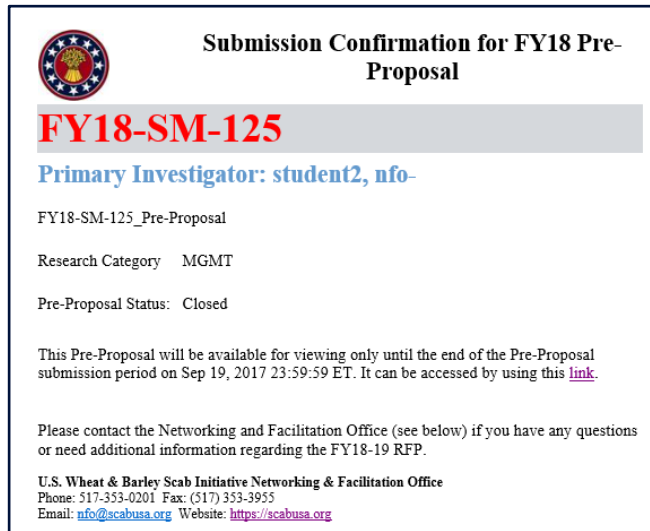 Submission Confirmation for FY18 Pre-
Proposal
FY18-SM-125
Primary Investigator: student2, nfo-
FY18-SM-125_Pre-Proposal
Research Category MGMT
Pre-Proposal Status: Closed
This Pre-Proposal will be available for viewing only until the end of the Pre-Proposal
submission period on Sep 19, 2017 23:59:59 ET. It can be accessed by using this link.
Please contact the Networking and Facilitation Office (see below) if you have any questions
or need additional information regarding the FY18-19 RFP.
U.S. Wheat & Barley Scab Initiative Networking & Facilitation Office
Phone: 517-353-0201 Fax: (517) 353-3955
Email: nfo@scabusa.org Website: https://scabusa.org